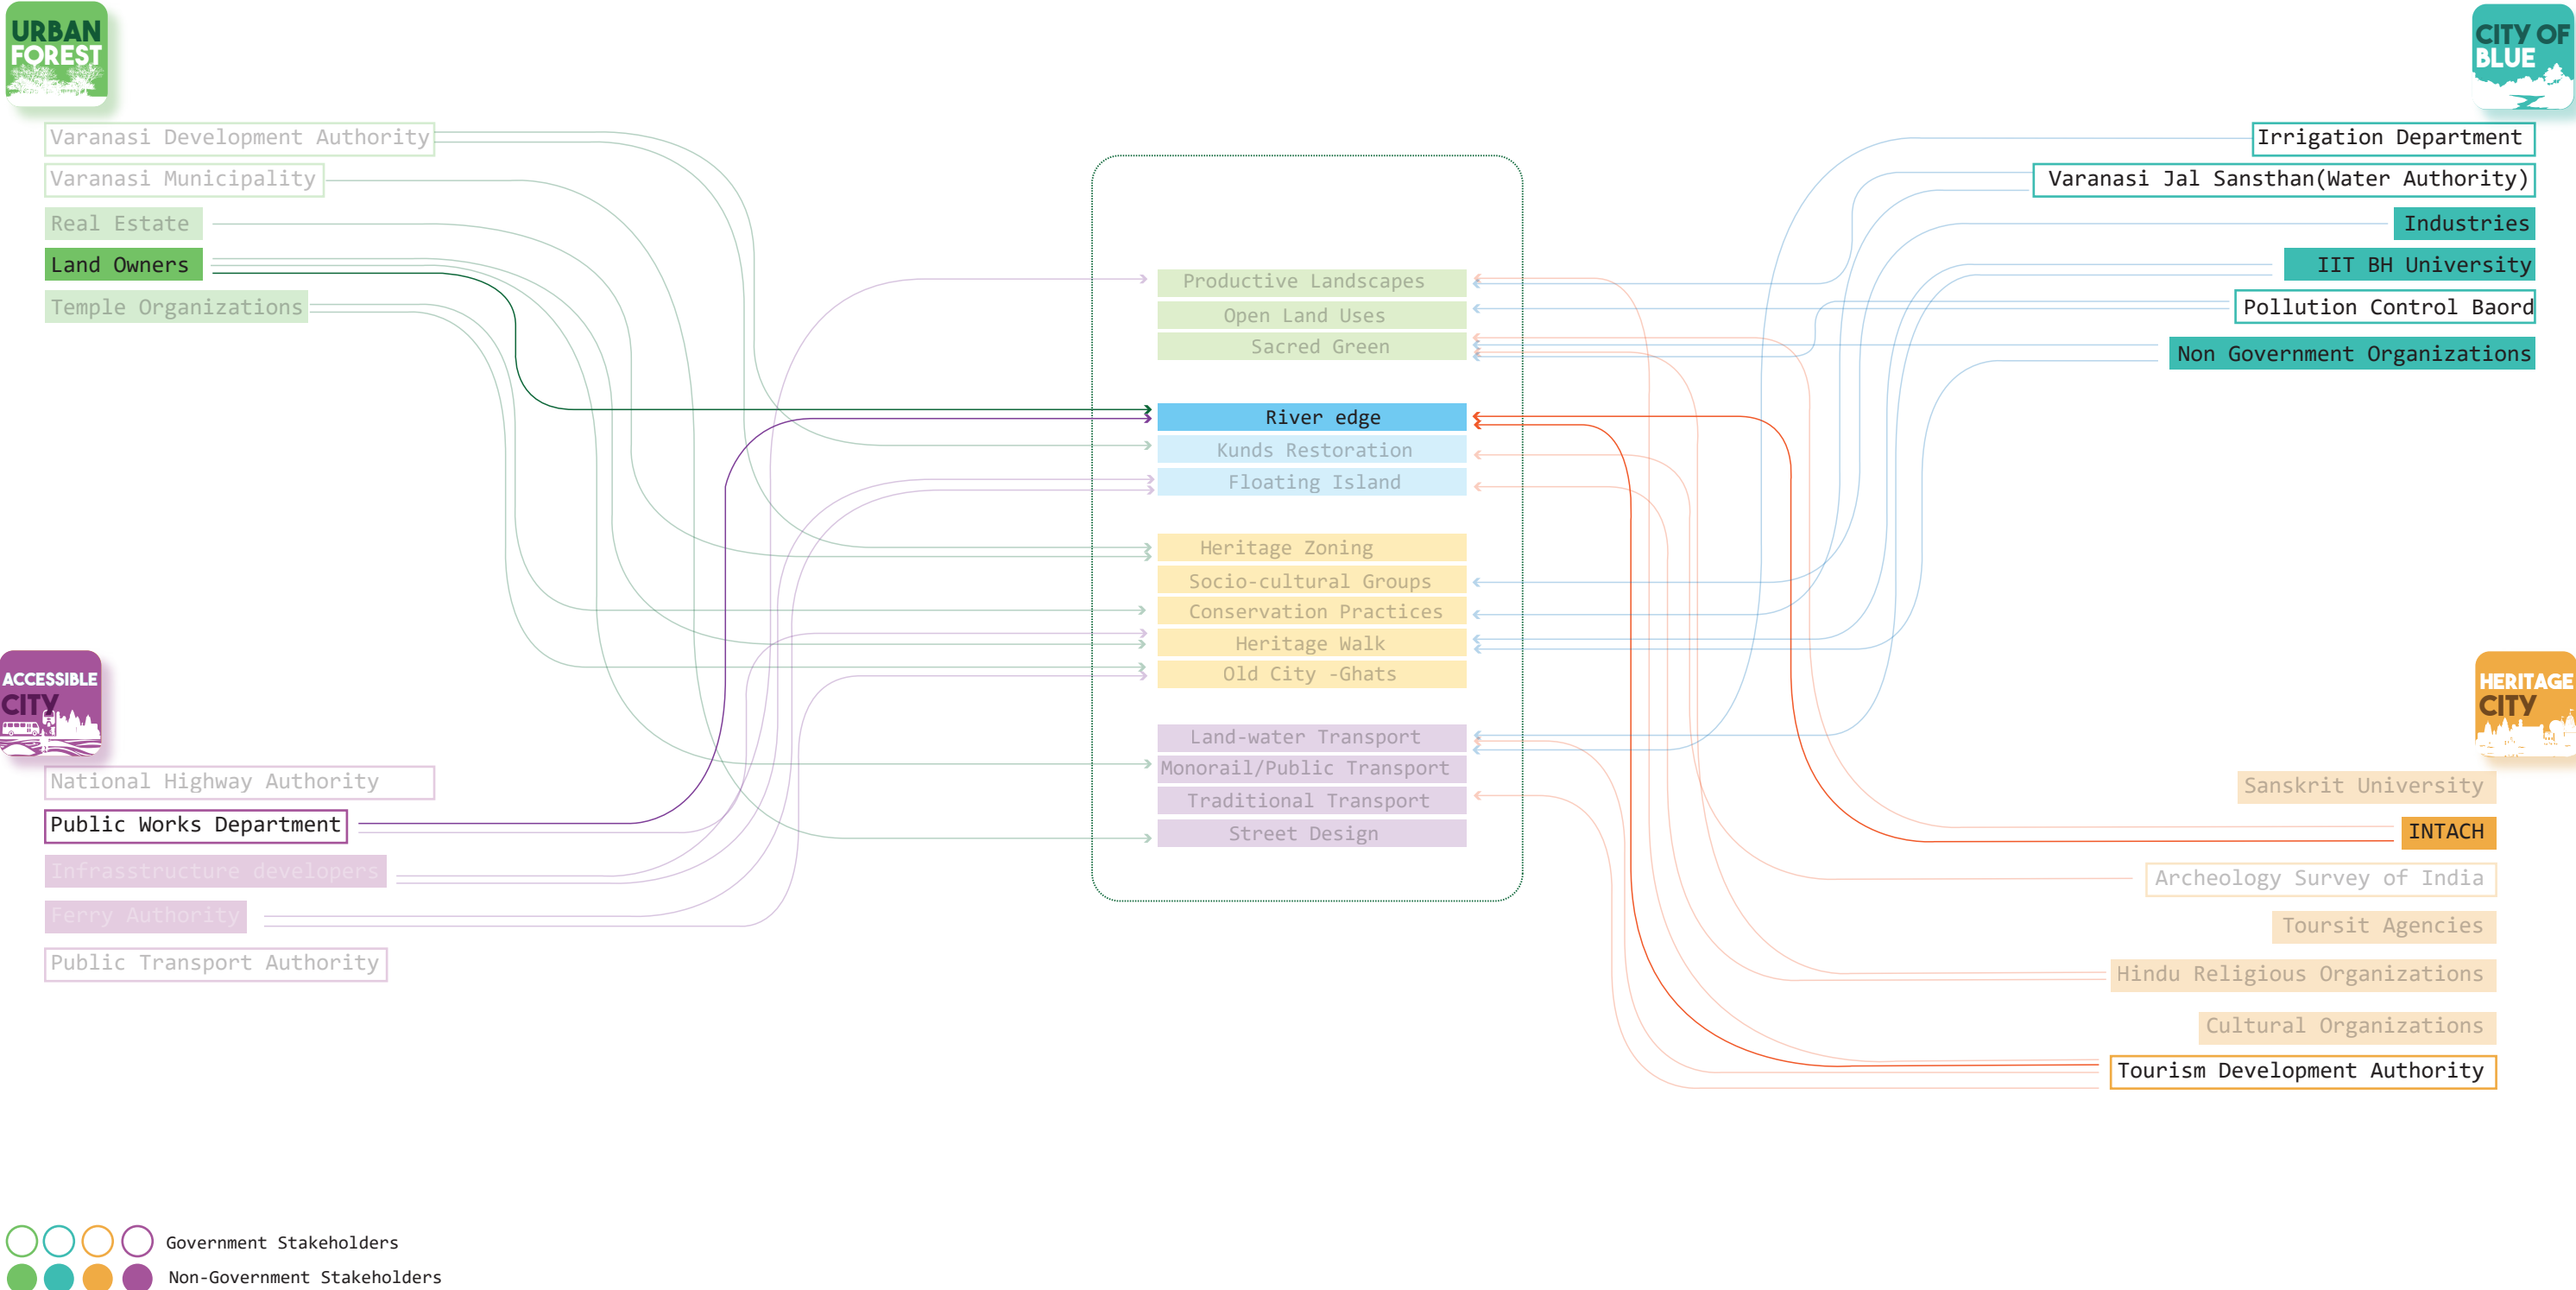 URBAN
FOREST
Varanasi Development Authority
Varanasi Municipality
Real Estate
Land Owners
Temple Organizations
CITY OF
BLUE
Irrigation Department
Varanasi Jal Sansthan(Water Authority)
Industries
IIT BH University
Pollution Control Baord
Non Government Organizations
Productive Landscapes
Open Land Uses
Sacred Green
River edge
Kunds Restoration
Floating Island
Heritage Zoning
Socio-cultural Groups
Conservation Practices
Heritage Walk
Old City -Ghats
Land-water Transport
Monorail/Public Transport
Traditional Transport
Street Design
ACCESSIBLE
CITY
National Highway Authority
Public Works Department
Infrasstructure developers
Ferry Authority
Public Transport Authority
HERITAGE
CITY
Sanskrit University
INTACH
Archeology Survey of India
Toursit Agencies
Hindu Religious Organizations
Cultural Organizations
Tourism Development Authority
Government Stakeholders
Non-Government Stakeholders